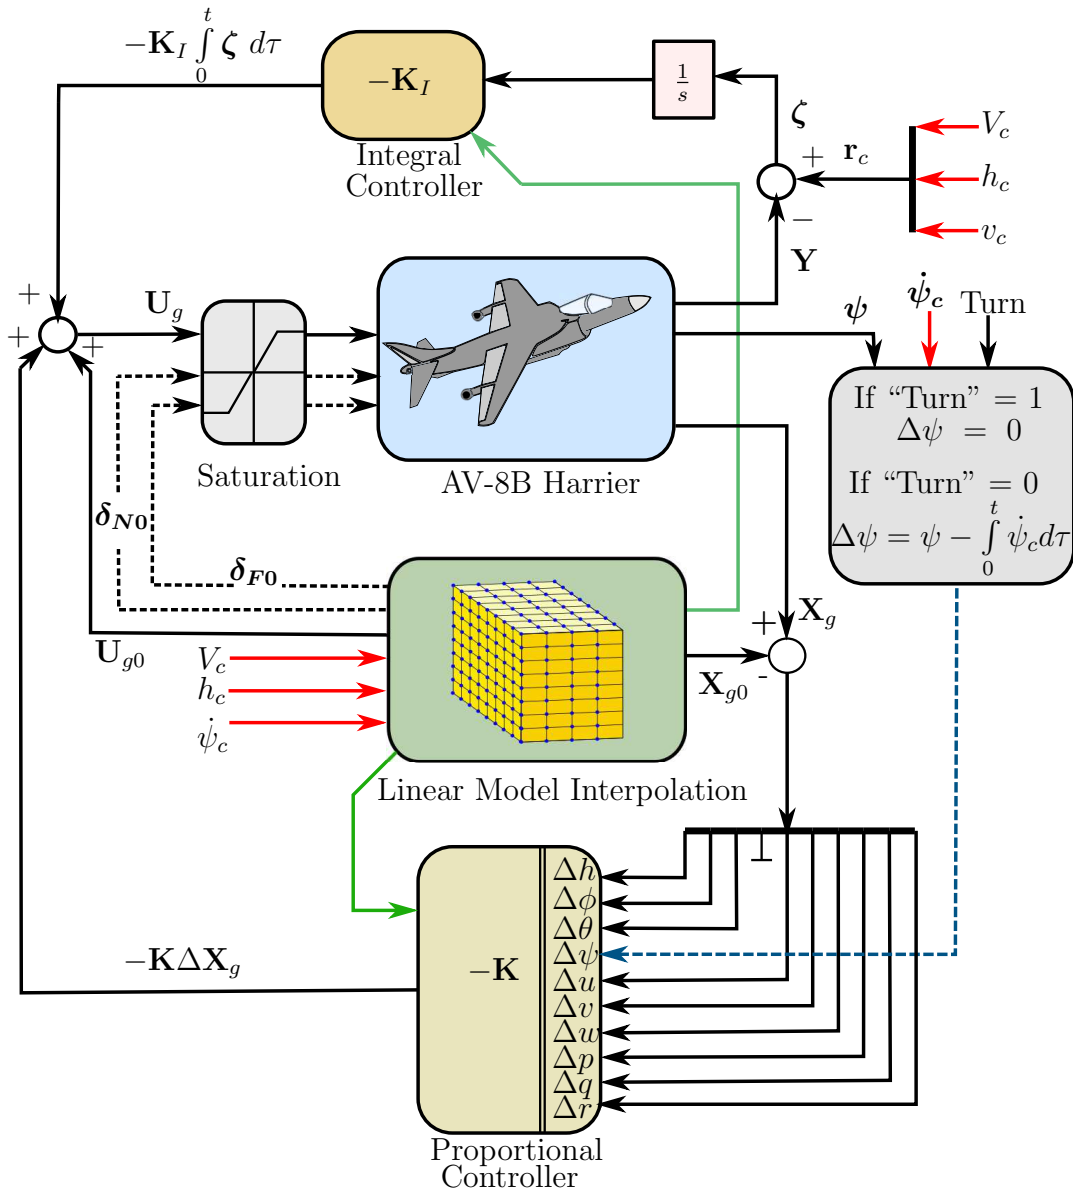 −K_I ∫₀ᵗ ζ dτ
−K_I
1/s
Integral
Controller
ζ
+
r_c
V_c
h_c
v_c
−
Y
+
+
+
U_g
Saturation
AV-8B Harrier
ψ
ψ̇_c
Turn
If “Turn” = 1
Δψ = 0
If “Turn” = 0
Δψ = ψ − ∫₀ᵗ ψ̇_c dτ
δ_N0
δ_F0
U_g0
V_c
h_c
ψ̇_c
Linear Model Interpolation
X_g
+
X_g0
-
−KΔX_g
−K
Δh
Δϕ
Δθ
Δψ
Δu
Δv
Δw
Δp
Δq
Δr
Proportional
Controller